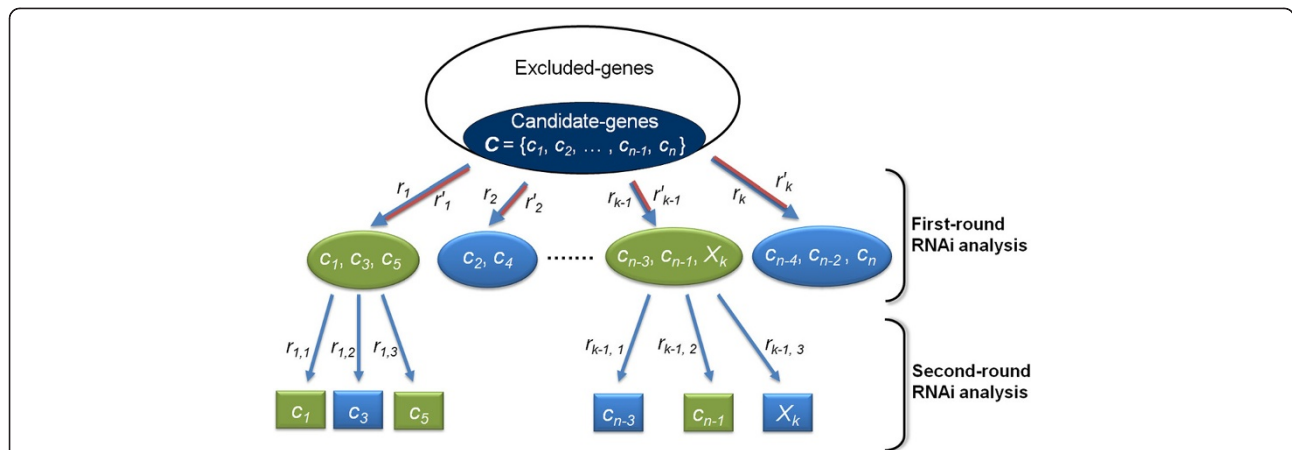 Excluded-genes
Candidate-genes
C = {c1, c2, ... , cn-1, cn}
r1 r'1 r2 r'2 rk-1 r'k-1 rk r'k
First-round
RNAi analysis
c1, c3, c5
c2, c4
........
cn-3, cn-1, Xk
cn-4, cn-2, cn
r1,1 r1,2 r1,3 rk-1, 1 rk-1, 2 rk-1, 3
Second-round
RNAi analysis
c1 c3 c5 cn-3 cn-1 Xk